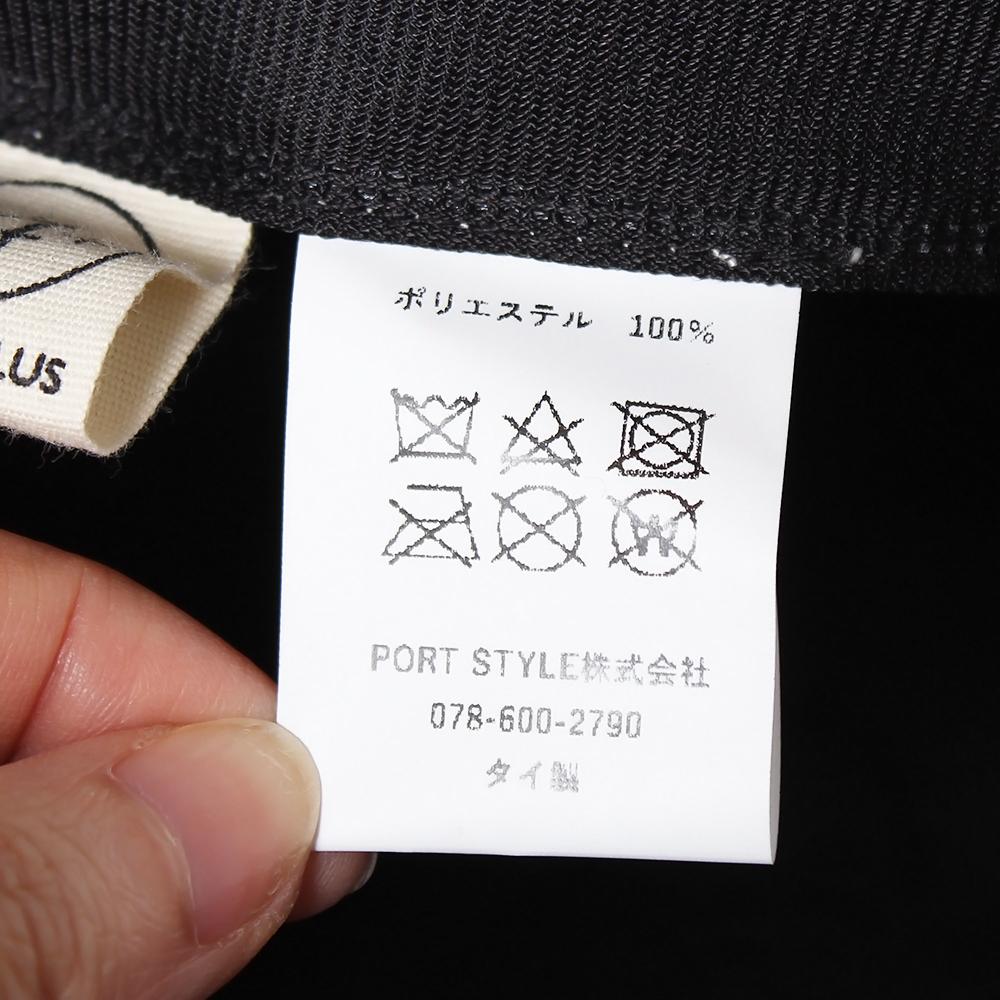 LUS
ポリエステル 100%
W
PORT STYLE株式会社
078-600-2790
タイ製